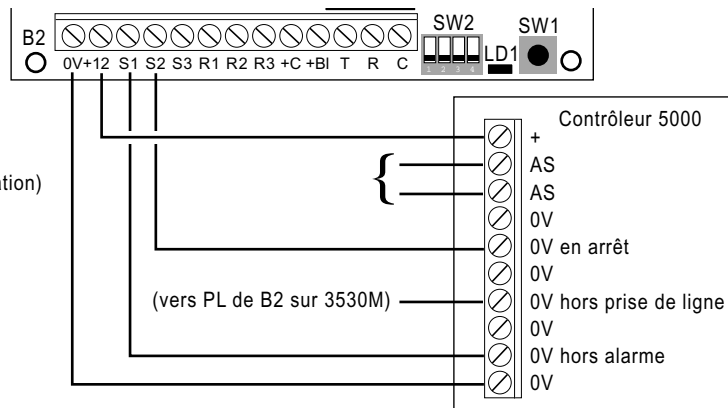 SW2
SW1
B2
LD1
0V+12 S1 S2 S3 R1 R2 R3 +C +Bl T R C
1 2 3 4
Contrôleur 5000
+
AS
AS
ation)
0V
0V en arrêt
0V
(vers PL de B2 sur 3530M)
0V hors prise de ligne
0V
0V hors alarme
0V